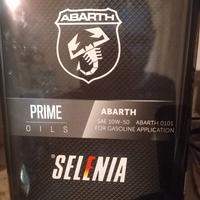 ABARTH
PRIME
OILS
ABARTH
SAE 10W-50 ABARTH 0101
FOR GASOLINE APPLICATION
SELENIA